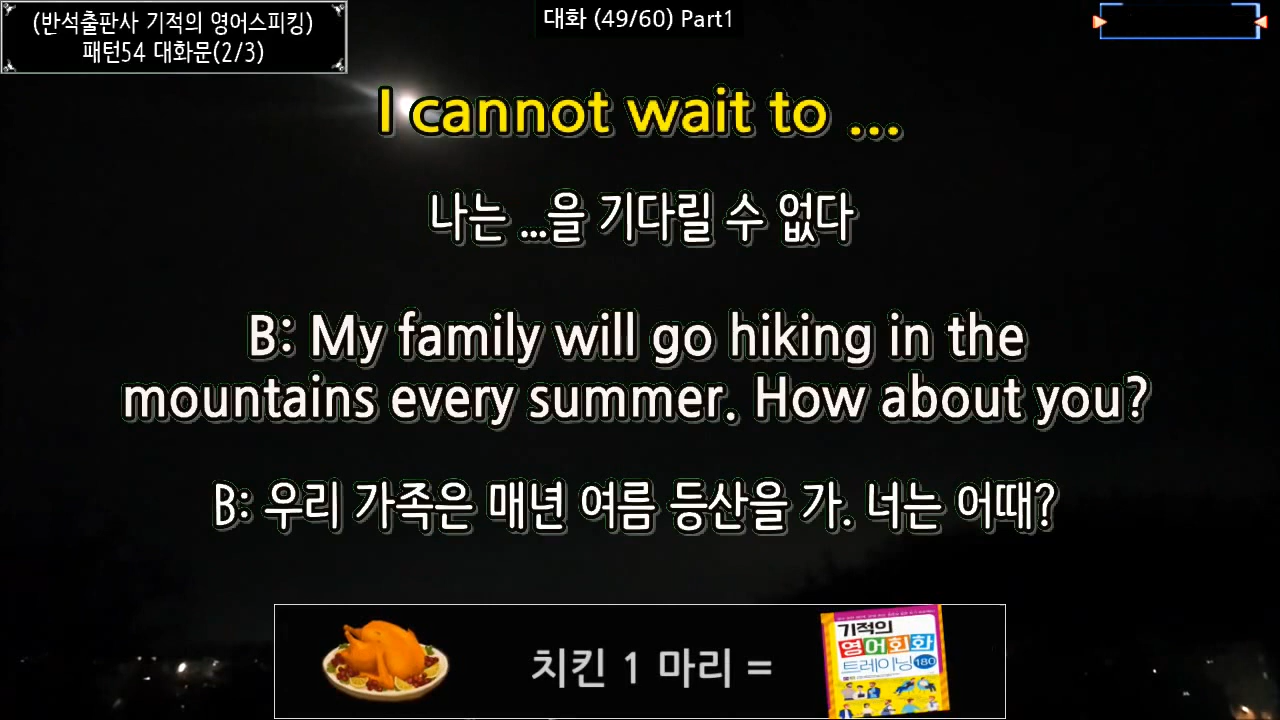 (반석출판사 기적의 영어스피킹)
패턴54 대화문(2/3)
대화 (49/60) Part1
I cannot wait to ...
나는 ...을 기다릴 수 없다
B: My family will go hiking in the
mountains every summer. How about you?
B: 우리 가족은 매년 여름 등산을 가. 너는 어때?
치킨 1 마리 =
기적의
영어회화
트레이닝 180